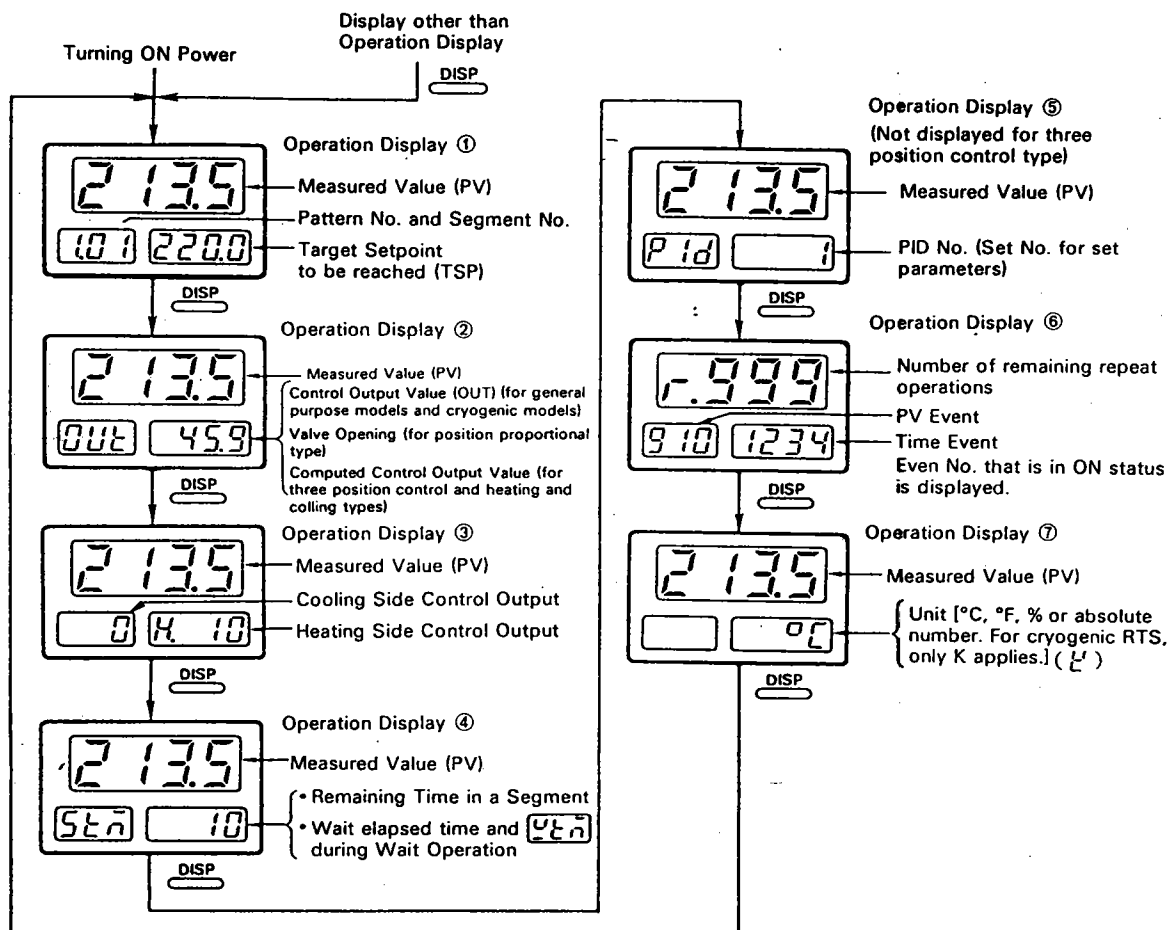 Turning ON Power
Display other than
Operation Display
DISP
Operation Display ①
213.5
Measured Value (PV)
Pattern No. and Segment No.
1.01 220.0
Target Setpoint
to be reached (TSP)
DISP
Operation Display ②
213.5
Measured Value (PV)
Control Output Value (OUT) (for general
purpose models and cryogenic models)
OUt 45.9
Valve Opening (for position proportional
type)
Computed Control Output Value (for
three position control and heating and
colling types)
DISP
Operation Display ③
213.5
Measured Value (PV)
Cooling Side Control Output
0 H. 10
Heating Side Control Output
DISP
Operation Display ④
213.5
Measured Value (PV)
• Remaining Time in a Segment
Stm 10
• Wait elapsed time and
during Wait Operation
DISP
Operation Display ⑤
(Not displayed for three
position control type)
213.5
Measured Value (PV)
PId 1
PID No. (Set No. for set
parameters)
DISP
Operation Display ⑥
r.999
Number of remaining repeat
operations
PV Event
910 1234
Time Event
Even No. that is in ON status
is displayed.
DISP
Operation Display ⑦
213.5
Measured Value (PV)
°C
Unit [°C, °F, % or absolute
number. For cryogenic RTS,
only K applies.]
DISP